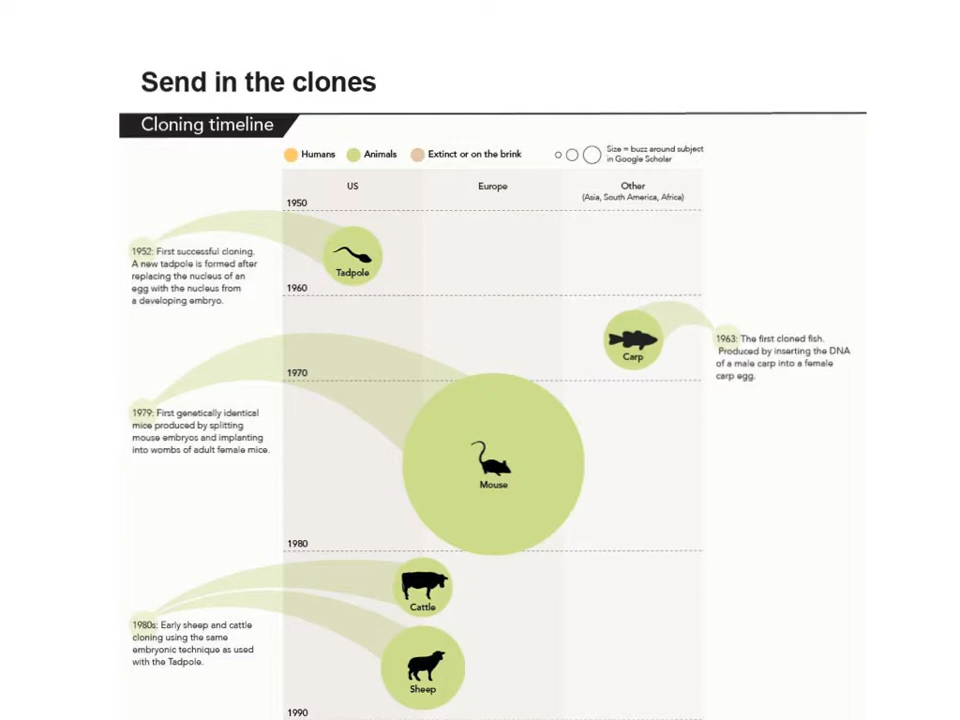 Send in the clones
Cloning timeline
Humans
Animals
Extinct or on the brink
Size = buzz around subject
in Google Scholar
US
Europe
Other
(Asia, South America, Africa)
1950
1952: First successful cloning.
A new tadpole is formed after
replacing the nucleus of an
egg with the nucleus from
a developing embryo.
Tadpole
1960
1963: The first cloned fish.
Produced by inserting the DNA
of a male carp into a female
carp egg.
Carp
1970
1979: First genetically identical
mice produced by splitting
mouse embryos and implanting
into wombs of adult female mice.
Mouse
1980
Cattle
1980s: Early sheep and cattle
cloning using the same
embryonic technique as used
with the Tadpole.
Sheep
1990